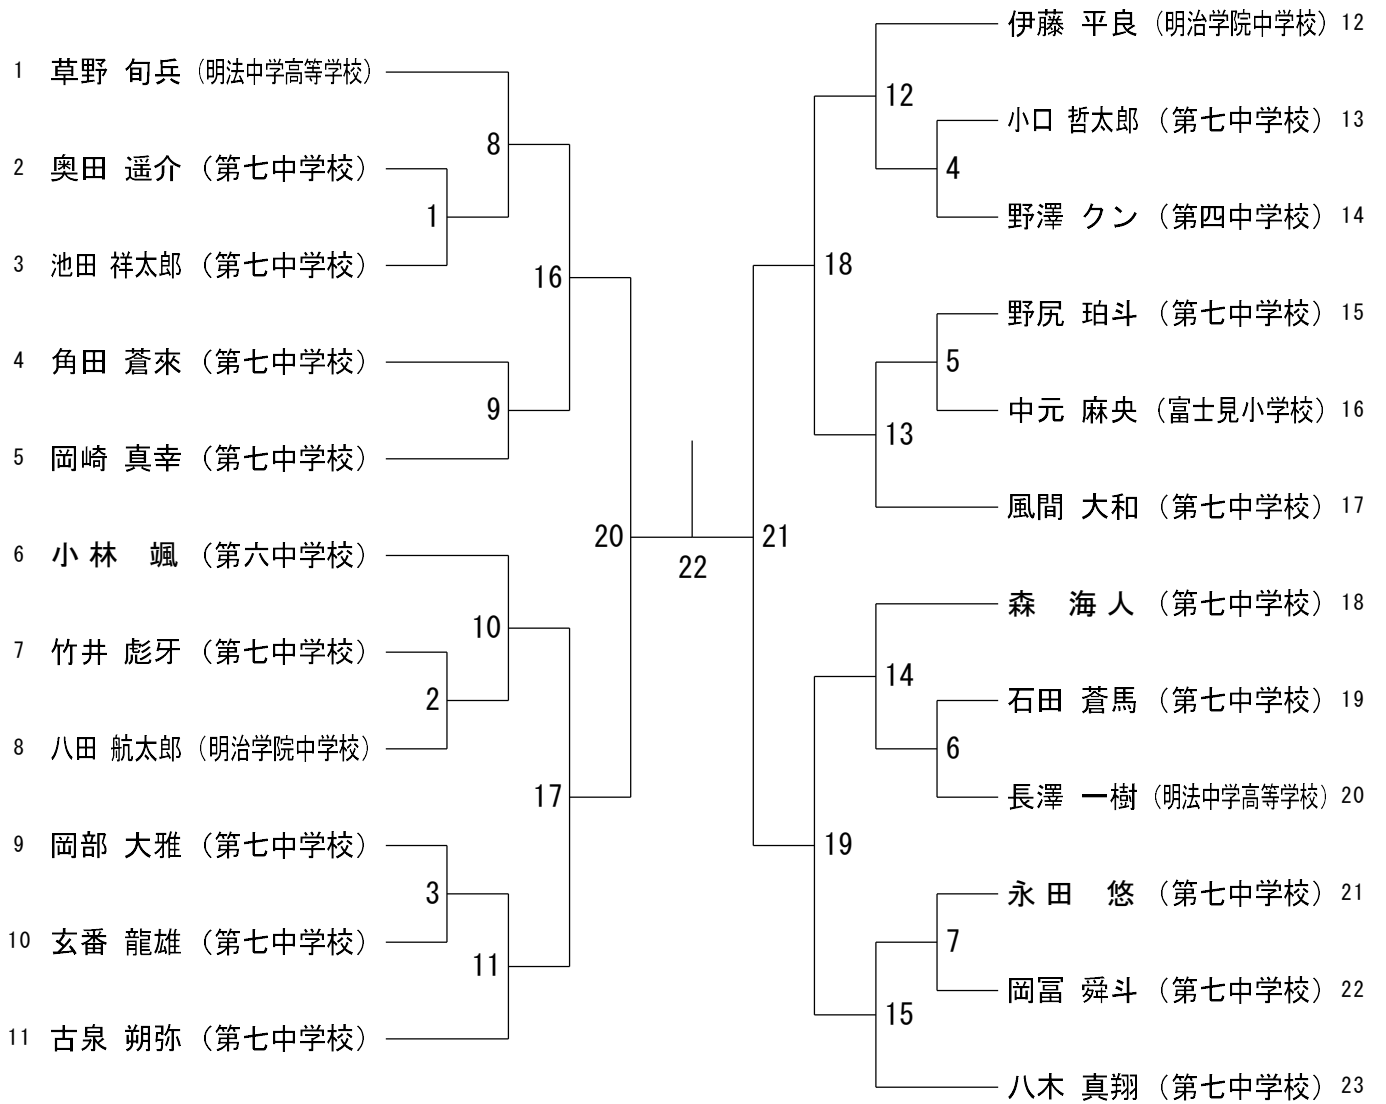 1 草野 旬兵 (明法中学高等学校)
2 奥田 遥介 (第七中学校)
3 池田 祥太郎 (第七中学校)
4 角田 蒼來 (第七中学校)
5 岡崎 真幸 (第七中学校)
6 小林 颯 (第六中学校)
7 竹井 彪牙 (第七中学校)
8 八田 航太郎 (明治学院中学校)
9 岡部 大雅 (第七中学校)
10 玄番 龍雄 (第七中学校)
11 古泉 朔弥 (第七中学校)
8
1
16
9
10
2
17
3
11
20
22
21
12
4
18
5
13
14
6
19
7
15
伊藤 平良 (明治学院中学校) 12
小口 哲太郎 (第七中学校) 13
野澤 クン (第四中学校) 14
野尻 珀斗 (第七中学校) 15
中元 麻央 (富士見小学校) 16
風間 大和 (第七中学校) 17
森 海人 (第七中学校) 18
石田 蒼馬 (第七中学校) 19
長澤 一樹 (明法中学高等学校) 20
永田 悠 (第七中学校) 21
岡冨 舜斗 (第七中学校) 22
八木 真翔 (第七中学校) 23